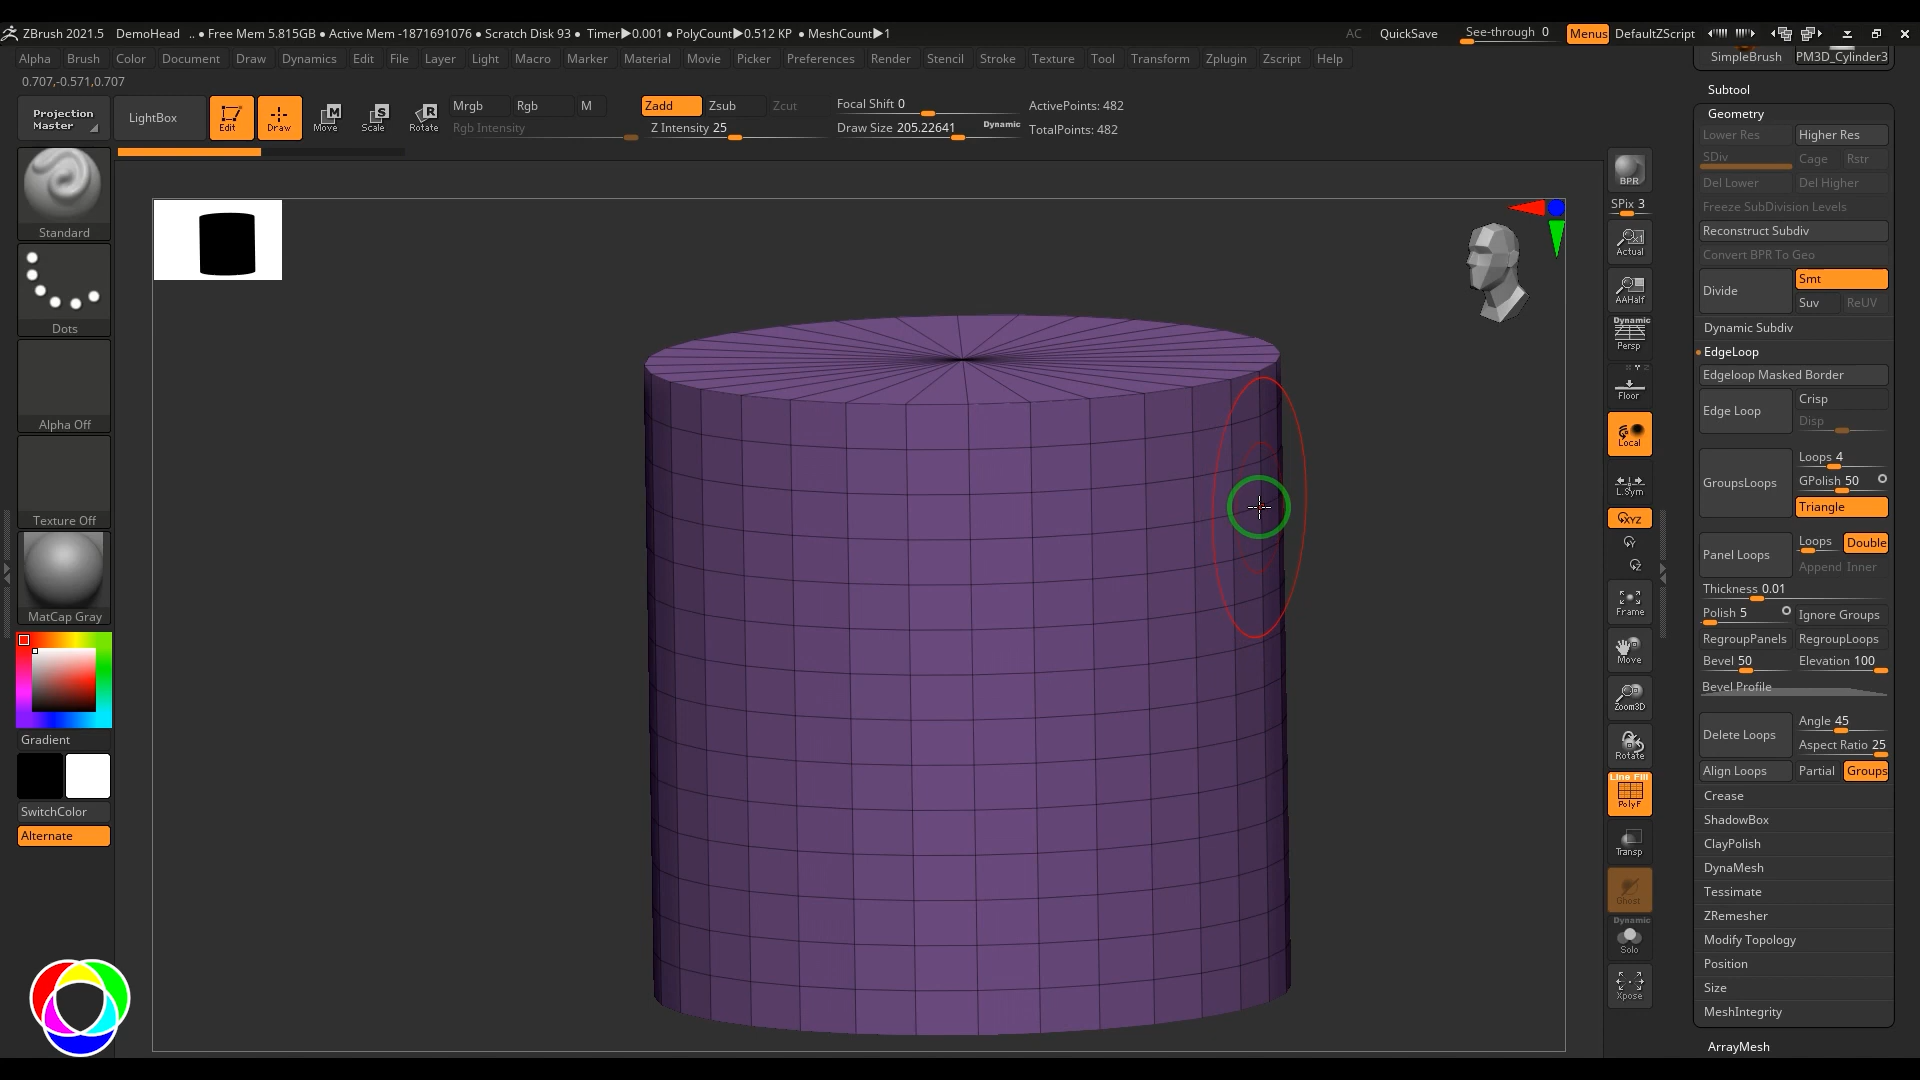 ZBrush 2021.5 DemoHead .. ● Free Mem 5.815GB ● Active Mem -1871691076 ● Scratch Disk 93 ● Timer▶0.001 ● PolyCount▶0.512 KP ● MeshCount▶1 AC QuickSave See-through 0 Menus DefaultZScript
Alpha Brush Color Document Draw Dynamics Edit File Layer Light Macro Marker Material Movie Picker Preferences Render Stencil Stroke Texture Tool Transform Zplugin Zscript Help
0.707,-0.571,0.707
Projection
Master
LightBox
Edit
Draw
Move
Scale
Rotate
Mrgb Rgb M
Rgb Intensity
Zadd Zsub Zcut
Z Intensity 25
Focal Shift 0
Draw Size 205.22641 Dynamic
ActivePoints: 482
TotalPoints: 482
Standard
Dots
Alpha Off
Texture Off
MatCap Gray
Gradient
SwitchColor
Alternate
BPR
SPix 3
Actual
AAHalf
Dynamic
Persp
Floor
Local
L.Sym
XYZ
Y
Z
Frame
Move
Zoom3D
Rotate
Line Fill
PolyF
Transp
Ghost
Dynamic
Solo
Xpose
SimpleBrush PM3D_Cylinder3
Subtool
Geometry
Lower Res Higher Res
SDiv Cage Rstr
Del Lower Del Higher
Freeze SubDivision Levels
Reconstruct Subdiv
Convert BPR To Geo
Divide Smt
Suv ReUV
Dynamic Subdiv
EdgeLoop
Edgeloop Masked Border
Edge Loop Crisp
Disp
GroupsLoops Loops 4
GPolish 50
Triangle
Panel Loops Loops Double
Append Inner
Thickness 0.01
Polish 5 Ignore Groups
RegroupPanels RegroupLoops
Bevel 50 Elevation 100
Bevel Profile
Delete Loops Angle 45
Aspect Ratio 25
Align Loops Partial Groups
Crease
ShadowBox
ClayPolish
DynaMesh
Tessimate
ZRemesher
Modify Topology
Position
Size
MeshIntegrity
ArrayMesh